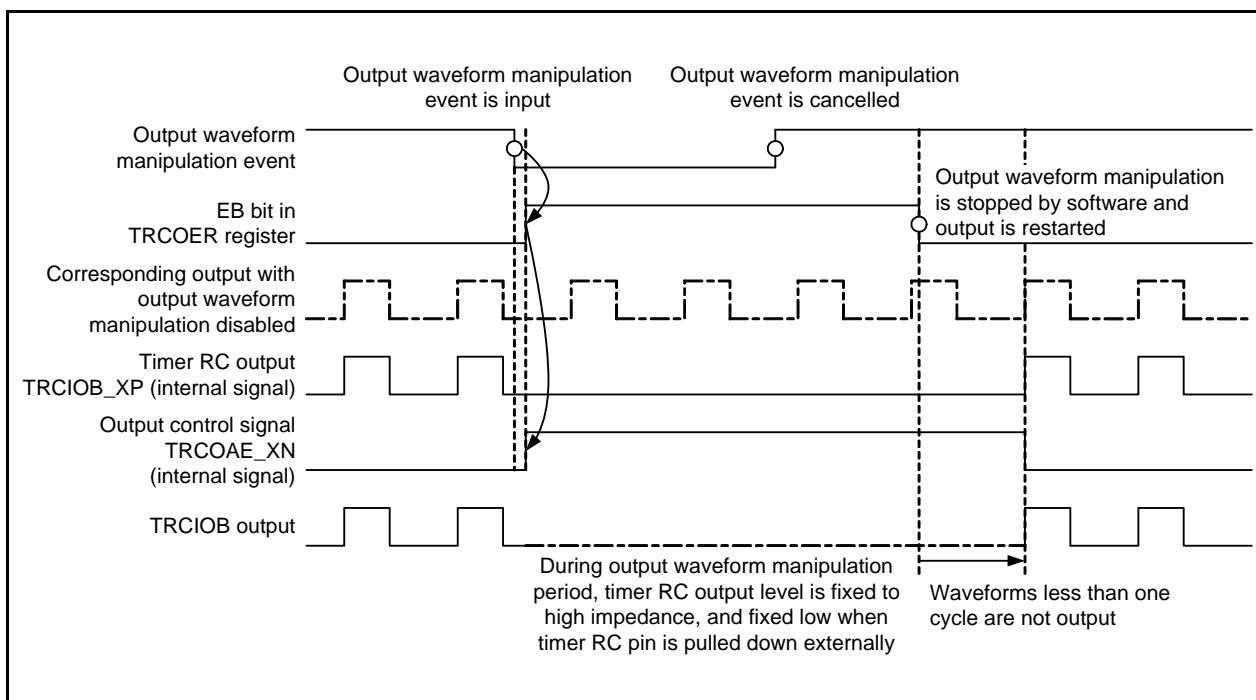 Output waveform manipulation
event is input
Output waveform manipulation
event is cancelled
Output waveform
manipulation event
Output waveform manipulation
is stopped by software and
output is restarted
EB bit in
TRCOER register
Corresponding output with
output waveform
manipulation disabled
Timer RC output
TRCIOB_XP (internal signal)
Output control signal
TRCOAE_XN
(internal signal)
TRCIOB output
During output waveform manipulation
period, timer RC output level is fixed to
high impedance, and fixed low when
timer RC pin is pulled down externally
Waveforms less than one
cycle are not output